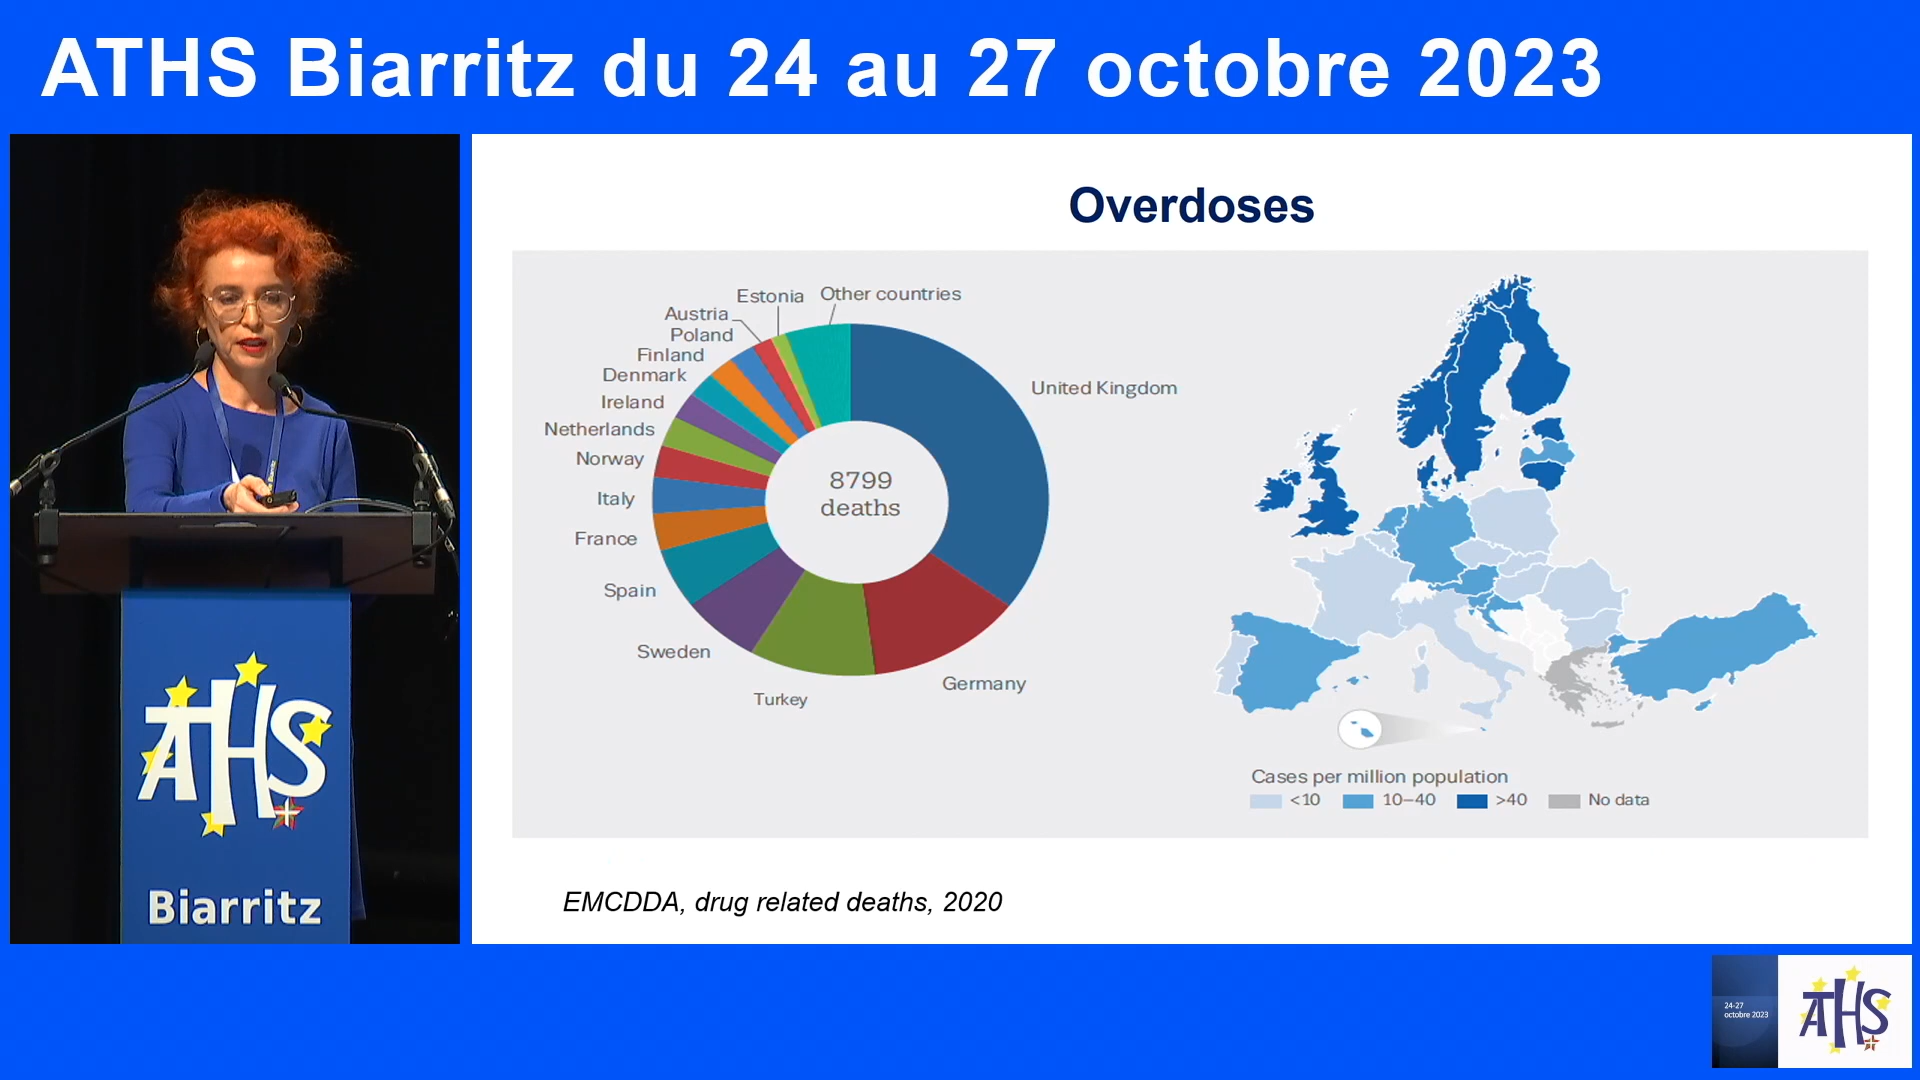 ATHS Biarritz du 24 au 27 octobre 2023
Overdoses
Estonia
Other countries
Austria
Poland
Finland
Denmark
Ireland
Netherlands
Norway
Italy
France
Spain
Sweden
Turkey
Germany
United Kingdom
8799
deaths
Cases per million population
<10
10–40
>40
No data
EMCDDA, drug related deaths, 2020
ATHS
Biarritz
Biarritz
24-27
octobre 2023
ATHS